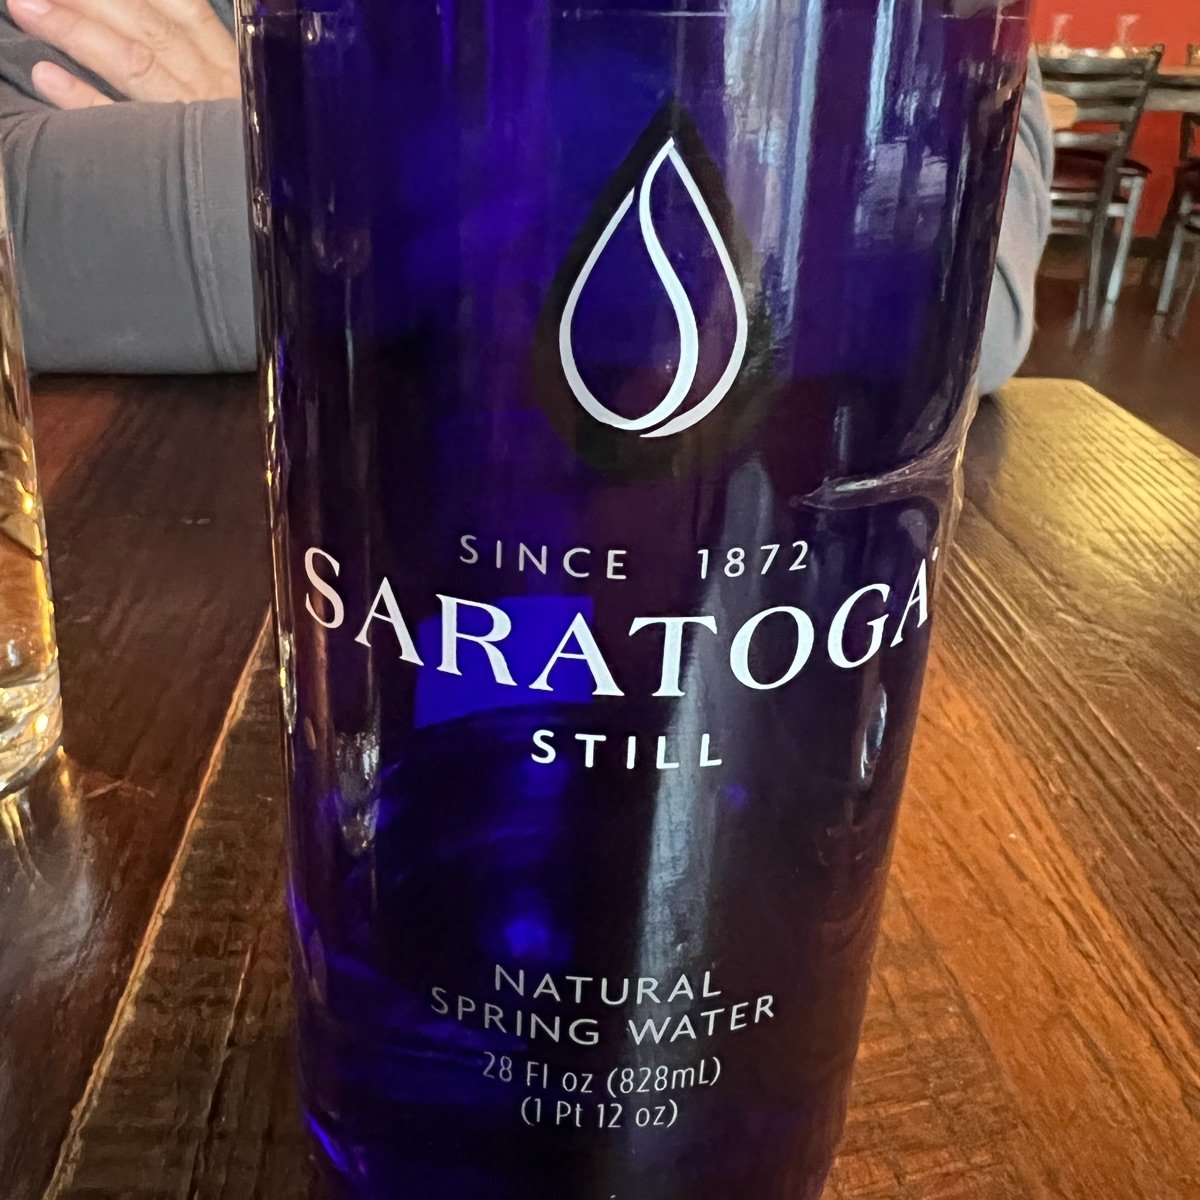 SINCE 1872
SARATOGA
STILL
NATURAL
SPRING WATER
28 Fl oz (828mL)
(1 Pt 12 oz)